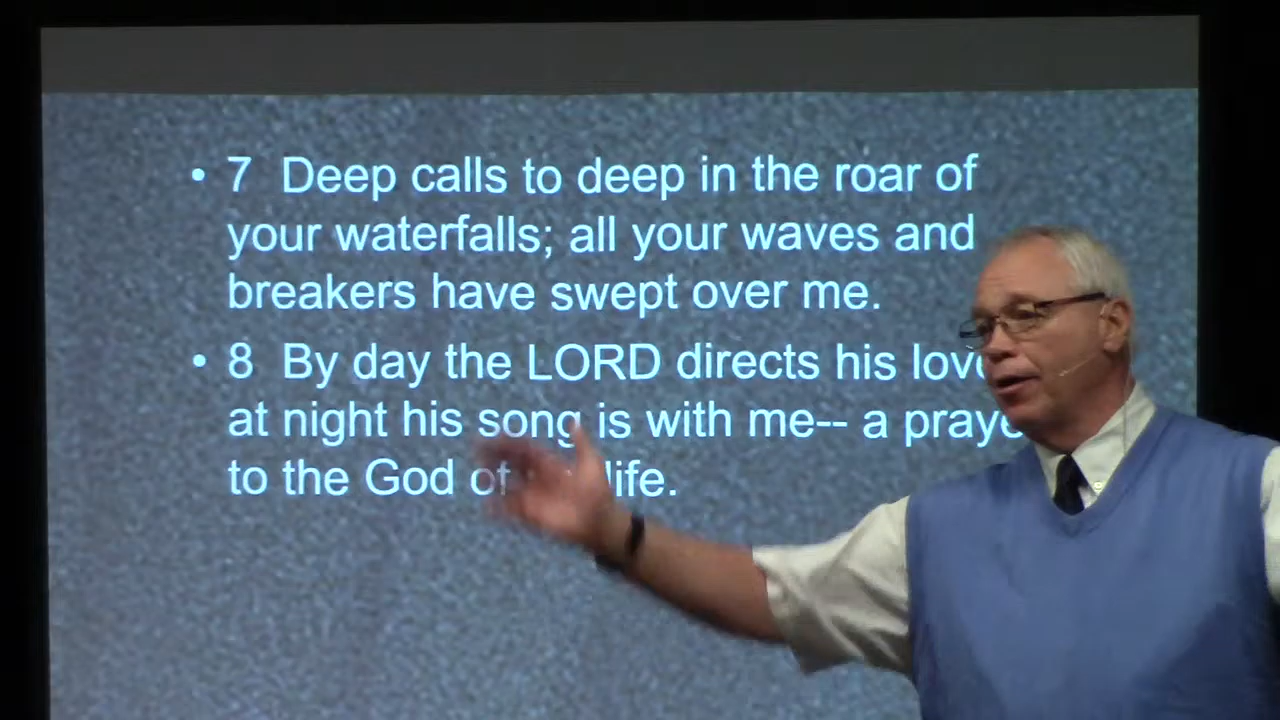 • 7 Deep calls to deep in the roar of
your waterfalls; all your waves and
breakers have swept over me.
• 8 By day the LORD directs his
at night his song is with me-- a
to the God of life.